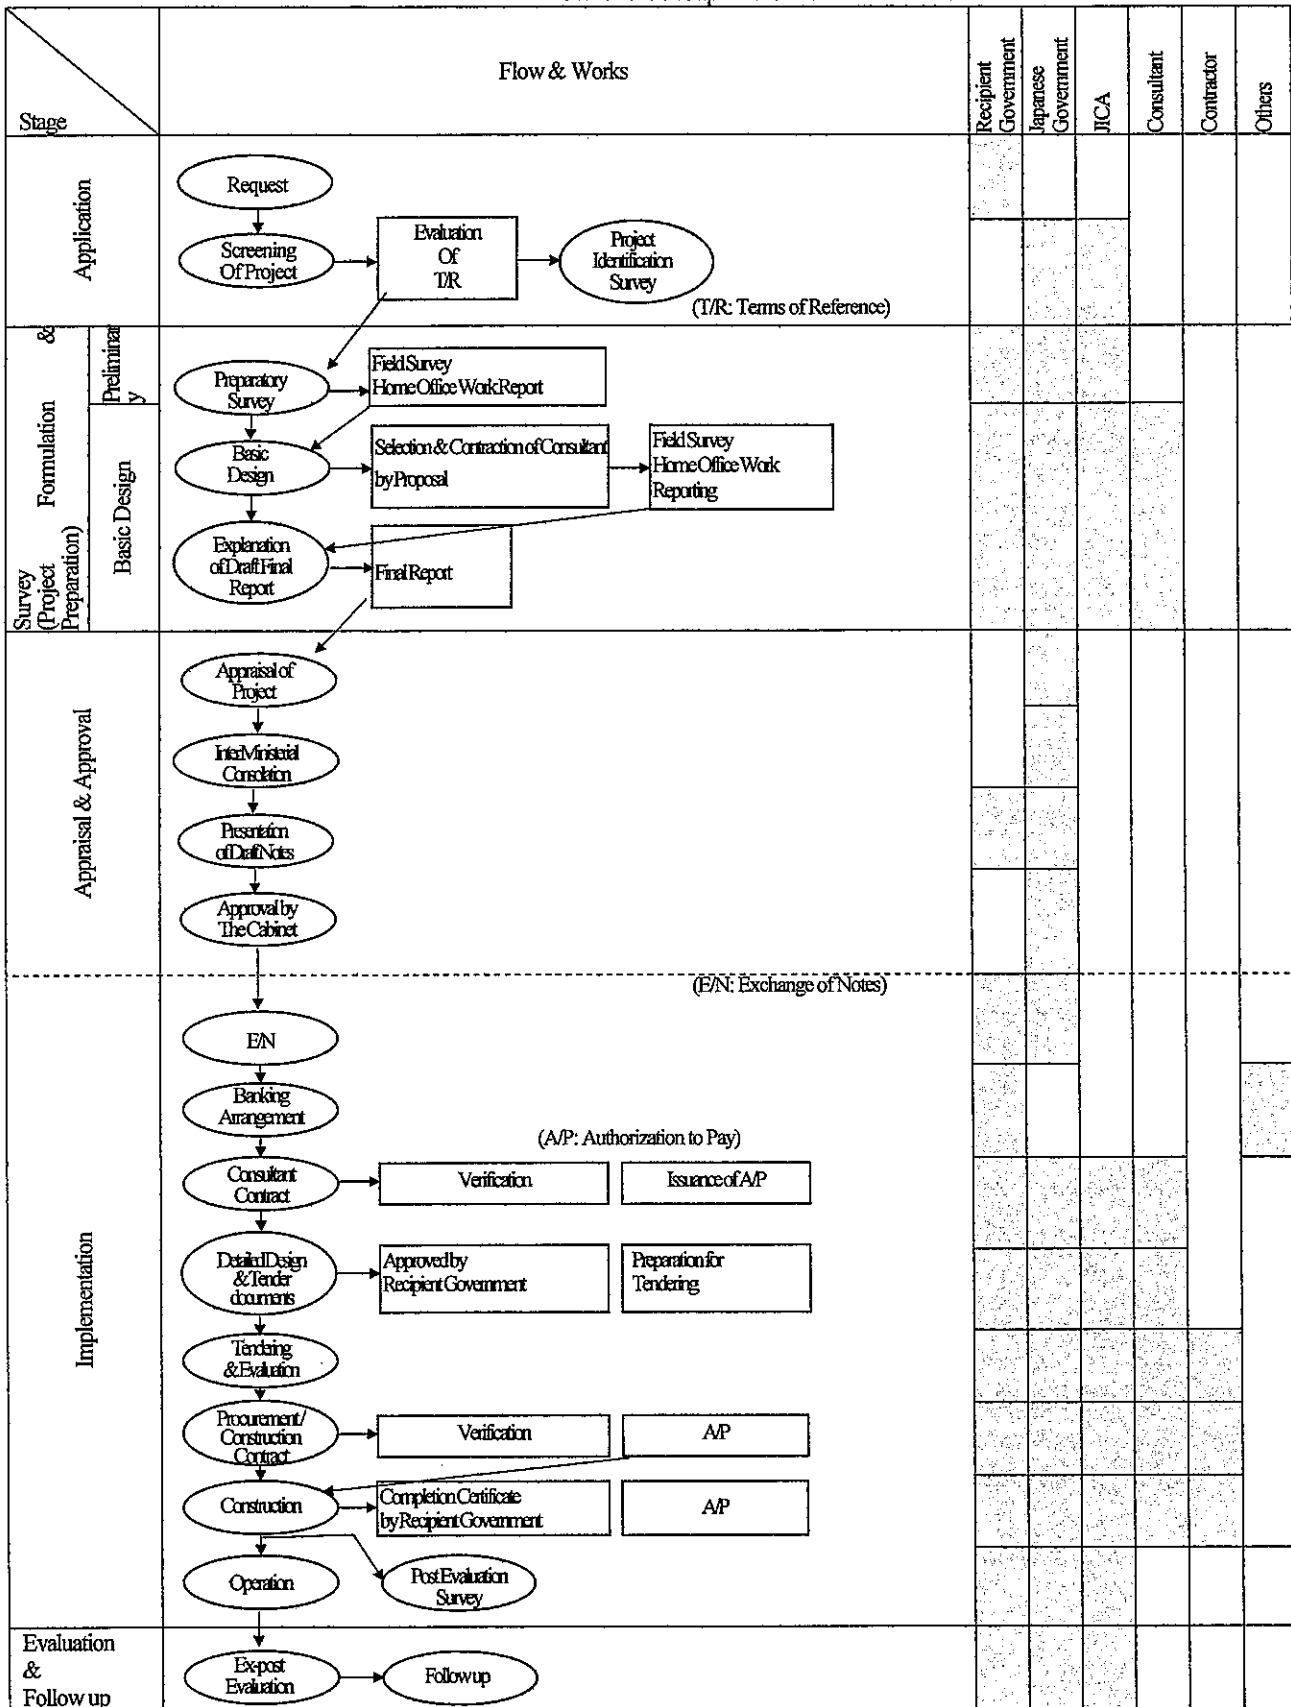 Stage
Flow & Works
Recipient
Government
Japanese
Government
JICA
Consultant
Contractor
Others
Application
Request
Screening
Of Project
Evaluation
Of
T/R
Project
Identification
Survey
(T/R: Terms of Reference)
Survey & Formulation
(Project Preparation)
Preliminar
y
Preparatory
Survey
Field Survey
Home Office Work Report
Basic Design
Basic
Design
Selection & Contraction of Consultant
by Proposal
Field Survey
Home Office Work
Reporting
Explanation
of Draft Final
Report
Final Report
Appraisal & Approval
Appraisal of
Project
Inter Ministerial
Consolation
Presentation
of Draft Notes
Approval by
The Cabinet
(E/N: Exchange of Notes)
Implementation
E/N
Banking
Arrangement
(A/P: Authorization to Pay)
Consultant
Contract
Verification
Issuance of A/P
Detailed Design
& Tender
documents
Approved by
Recipient Government
Preparation for
Tendering
Tendering
& Evaluation
Procurement /
Construction
Contract
Verification
A/P
Construction
Completion Certificate
by Recipient Government
A/P
Operation
Post Evaluation
Survey
Evaluation
&
Follow up
Ex-post
Evaluation
Follow up